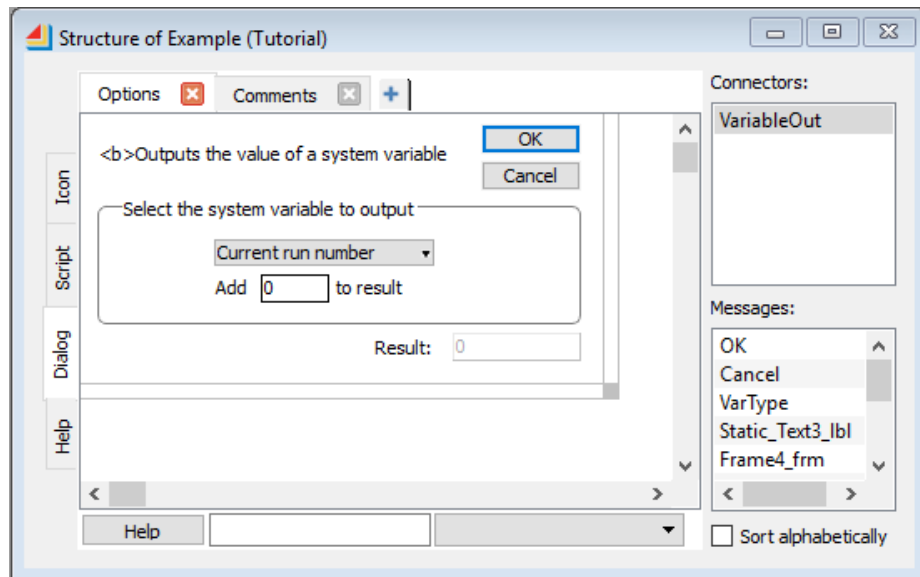 Structure of Example (Tutorial)
Options
Comments
Icon
Script
Dialog
Help
<b>Outputs the value of a system variable
OK
Cancel
Select the system variable to output
Current run number
Add 0 to result
Result: 0
Help
Connectors:
VariableOut
Messages:
OK
Cancel
VarType
Static_Text3_lbl
Frame4_frm
Sort alphabetically